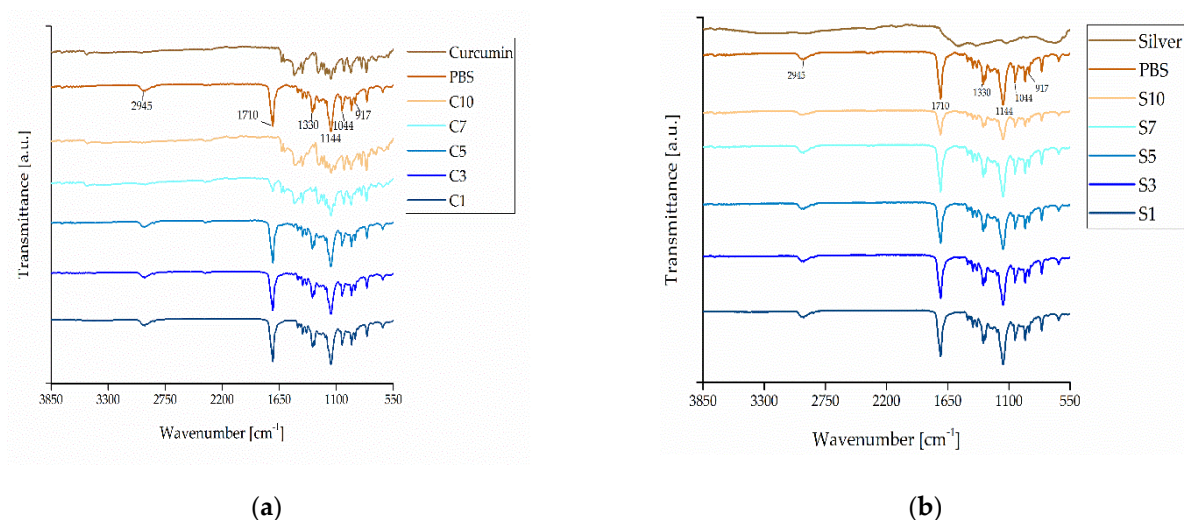 Curcumin
PBS
C10
C7
C5
C3
C1
2945
1710
1330
1144
1044
917
Transmittance [a.u.]
3850 3300 2750 2200 1650 1100 550
Wavenumber [cm-1]
(a)
Silver
PBS
S10
S7
S5
S3
S1
2945
1710
1330
1144
1044
917
Transmittance [a.u.]
3850 3300 2750 2200 1650 1100 550
Wavenumber [cm-1]
(b)